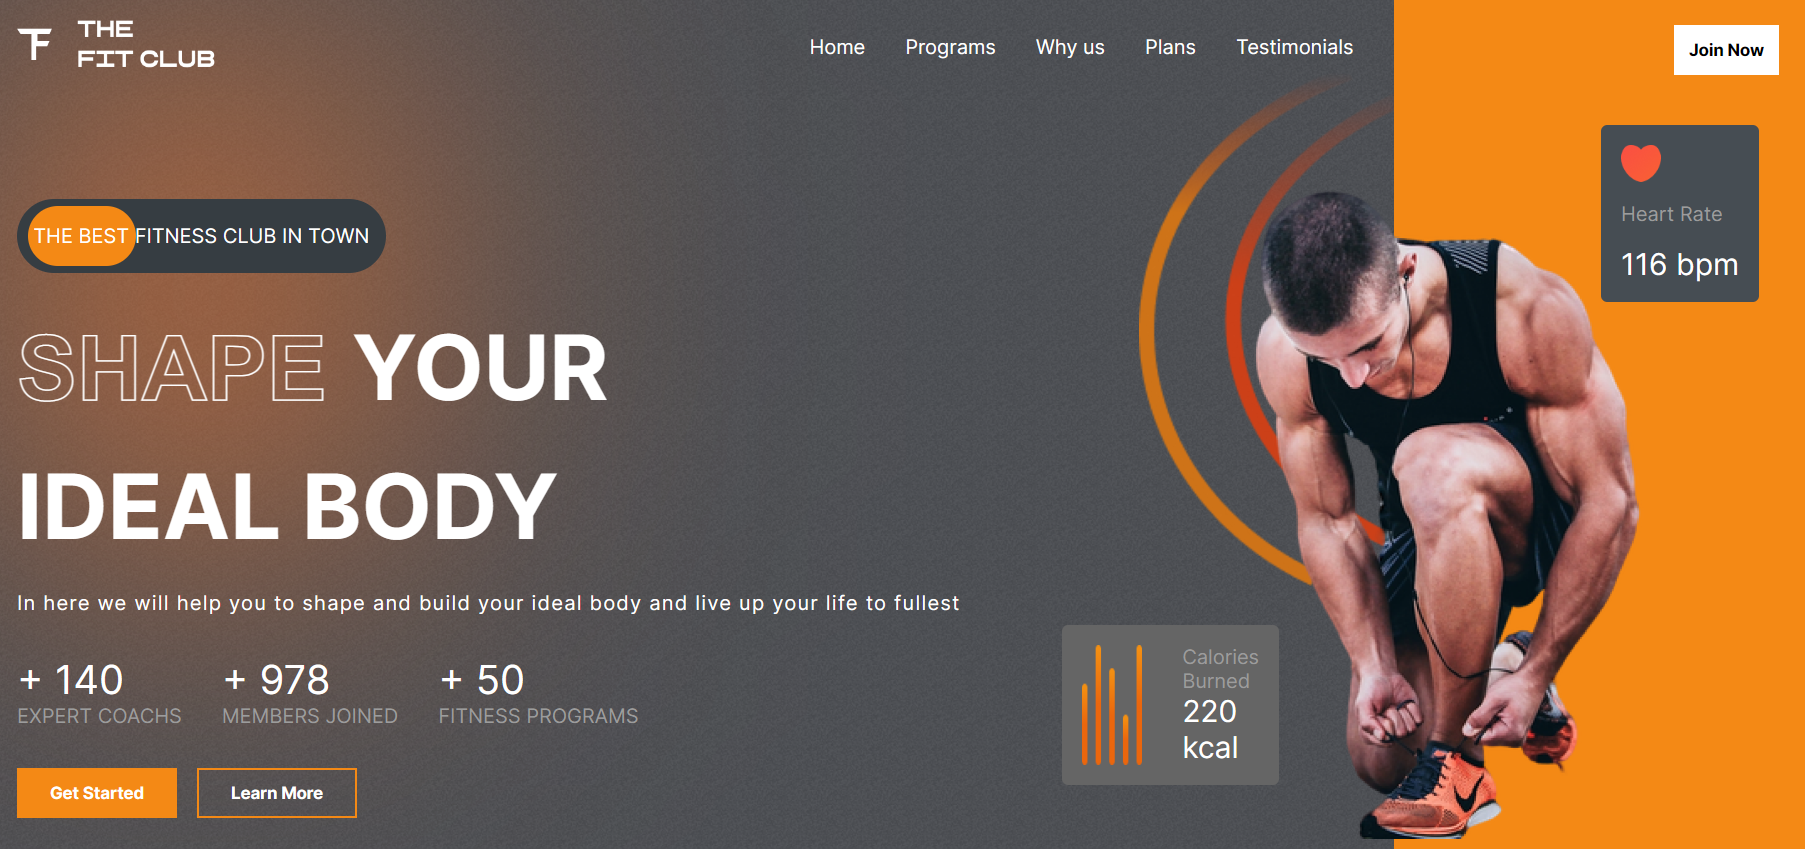 THE
FIT CLUB
Home
Programs
Why us
Plans
Testimonials
Join Now
Heart Rate
116 bpm
THE BEST FITNESS CLUB IN TOWN
SHAPE YOUR
IDEAL BODY
In here we will help you to shape and build your ideal body and live up your life to fullest
+ 140
EXPERT COACHS
+ 978
MEMBERS JOINED
+ 50
FITNESS PROGRAMS
Get Started
Learn More
Calories
Burned
220
kcal